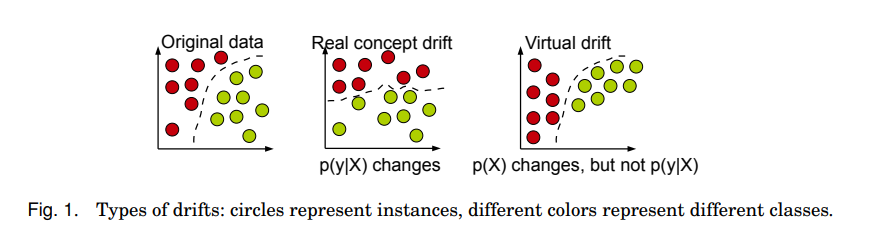 Original data
Real concept drift
Virtual drift
p(y|X) changes
p(X) changes, but not p(y|X)
Fig. 1. Types of drifts: circles represent instances, different colors represent different classes.